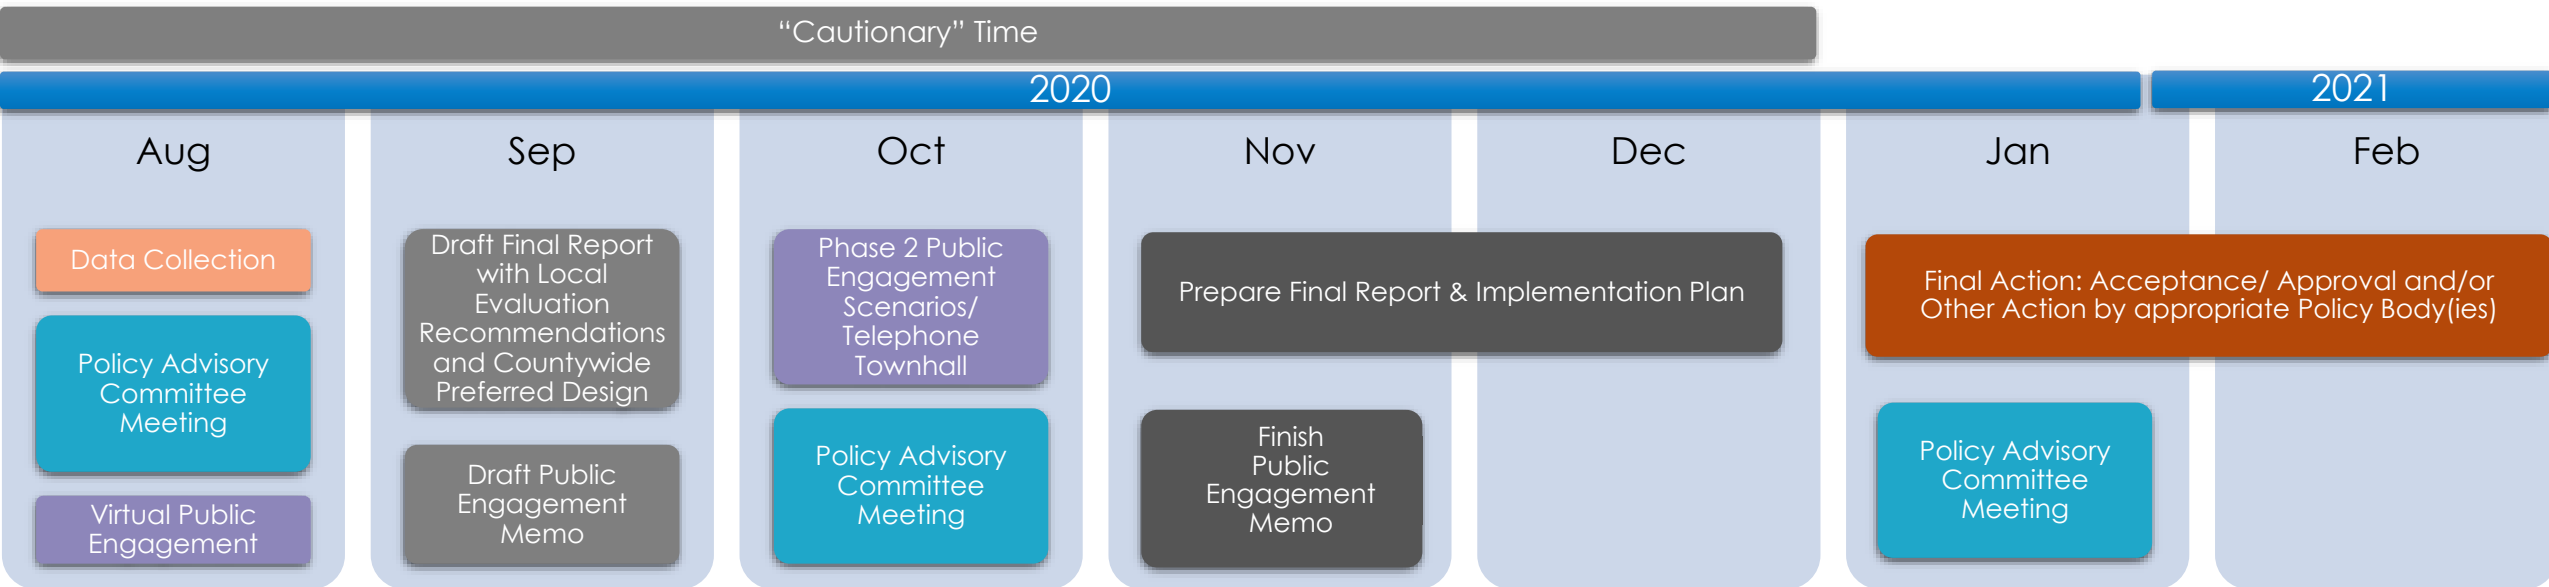 “Cautionary” Time
2020
2021
Aug
Sep
Oct
Nov
Dec
Jan
Feb
Data Collection
Policy Advisory
Committee
Meeting
Virtual Public
Engagement
Draft Final Report
with Local
Evaluation
Recommendations
and Countywide
Preferred Design
Draft Public
Engagement
Memo
Phase 2 Public
Engagement
Scenarios/
Telephone
Townhall
Policy Advisory
Committee
Meeting
Prepare Final Report & Implementation Plan
Finish
Public
Engagement
Memo
Final Action: Acceptance/ Approval and/or
Other Action by appropriate Policy Body(ies)
Policy Advisory
Committee
Meeting